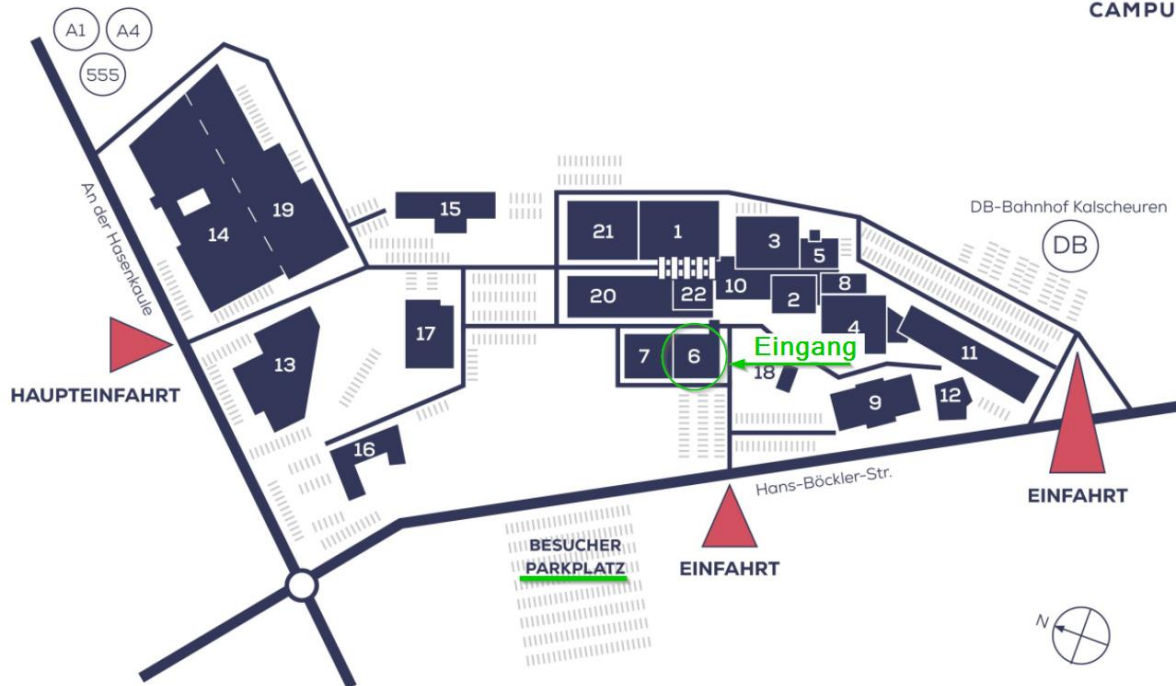 CAMPU
A1 A4
555
An der Hasenkaule
14
19
15
21
1
3
5
DB-Bahnhof Kalscheuren
DB
20
22
10
2
8
4
11
17
7
6
Eingang
18
9
12
13
16
HAUPTEINFAHRT
Hans-Böckler-Str.
EINFAHRT
BESUCHER
PARKPLATZ
EINFAHRT
N